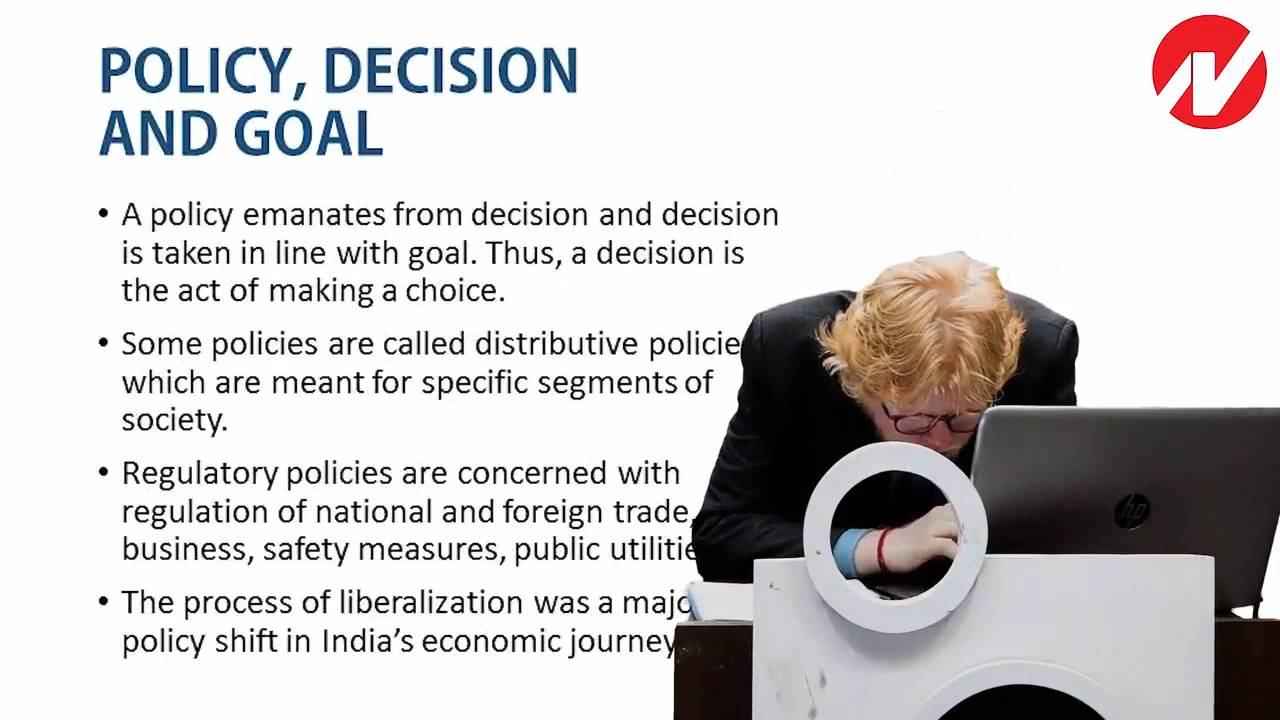 POLICY, DECISION
AND GOAL
• A policy emanates from decision and decision
is taken in line with goal. Thus, a decision is
the act of making a choice.
• Some policies are called distributive policie
which are meant for specific segments of
society.
• Regulatory policies are concerned with
regulation of national and foreign trade,
business, safety measures, public utilitie
• The process of liberalization was a majo
policy shift in India's economic journey
hp